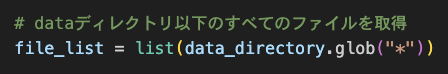 # dataディレクトリ以下のすべてのファイルを取得
file_list = list(data_directory.glob("*"))